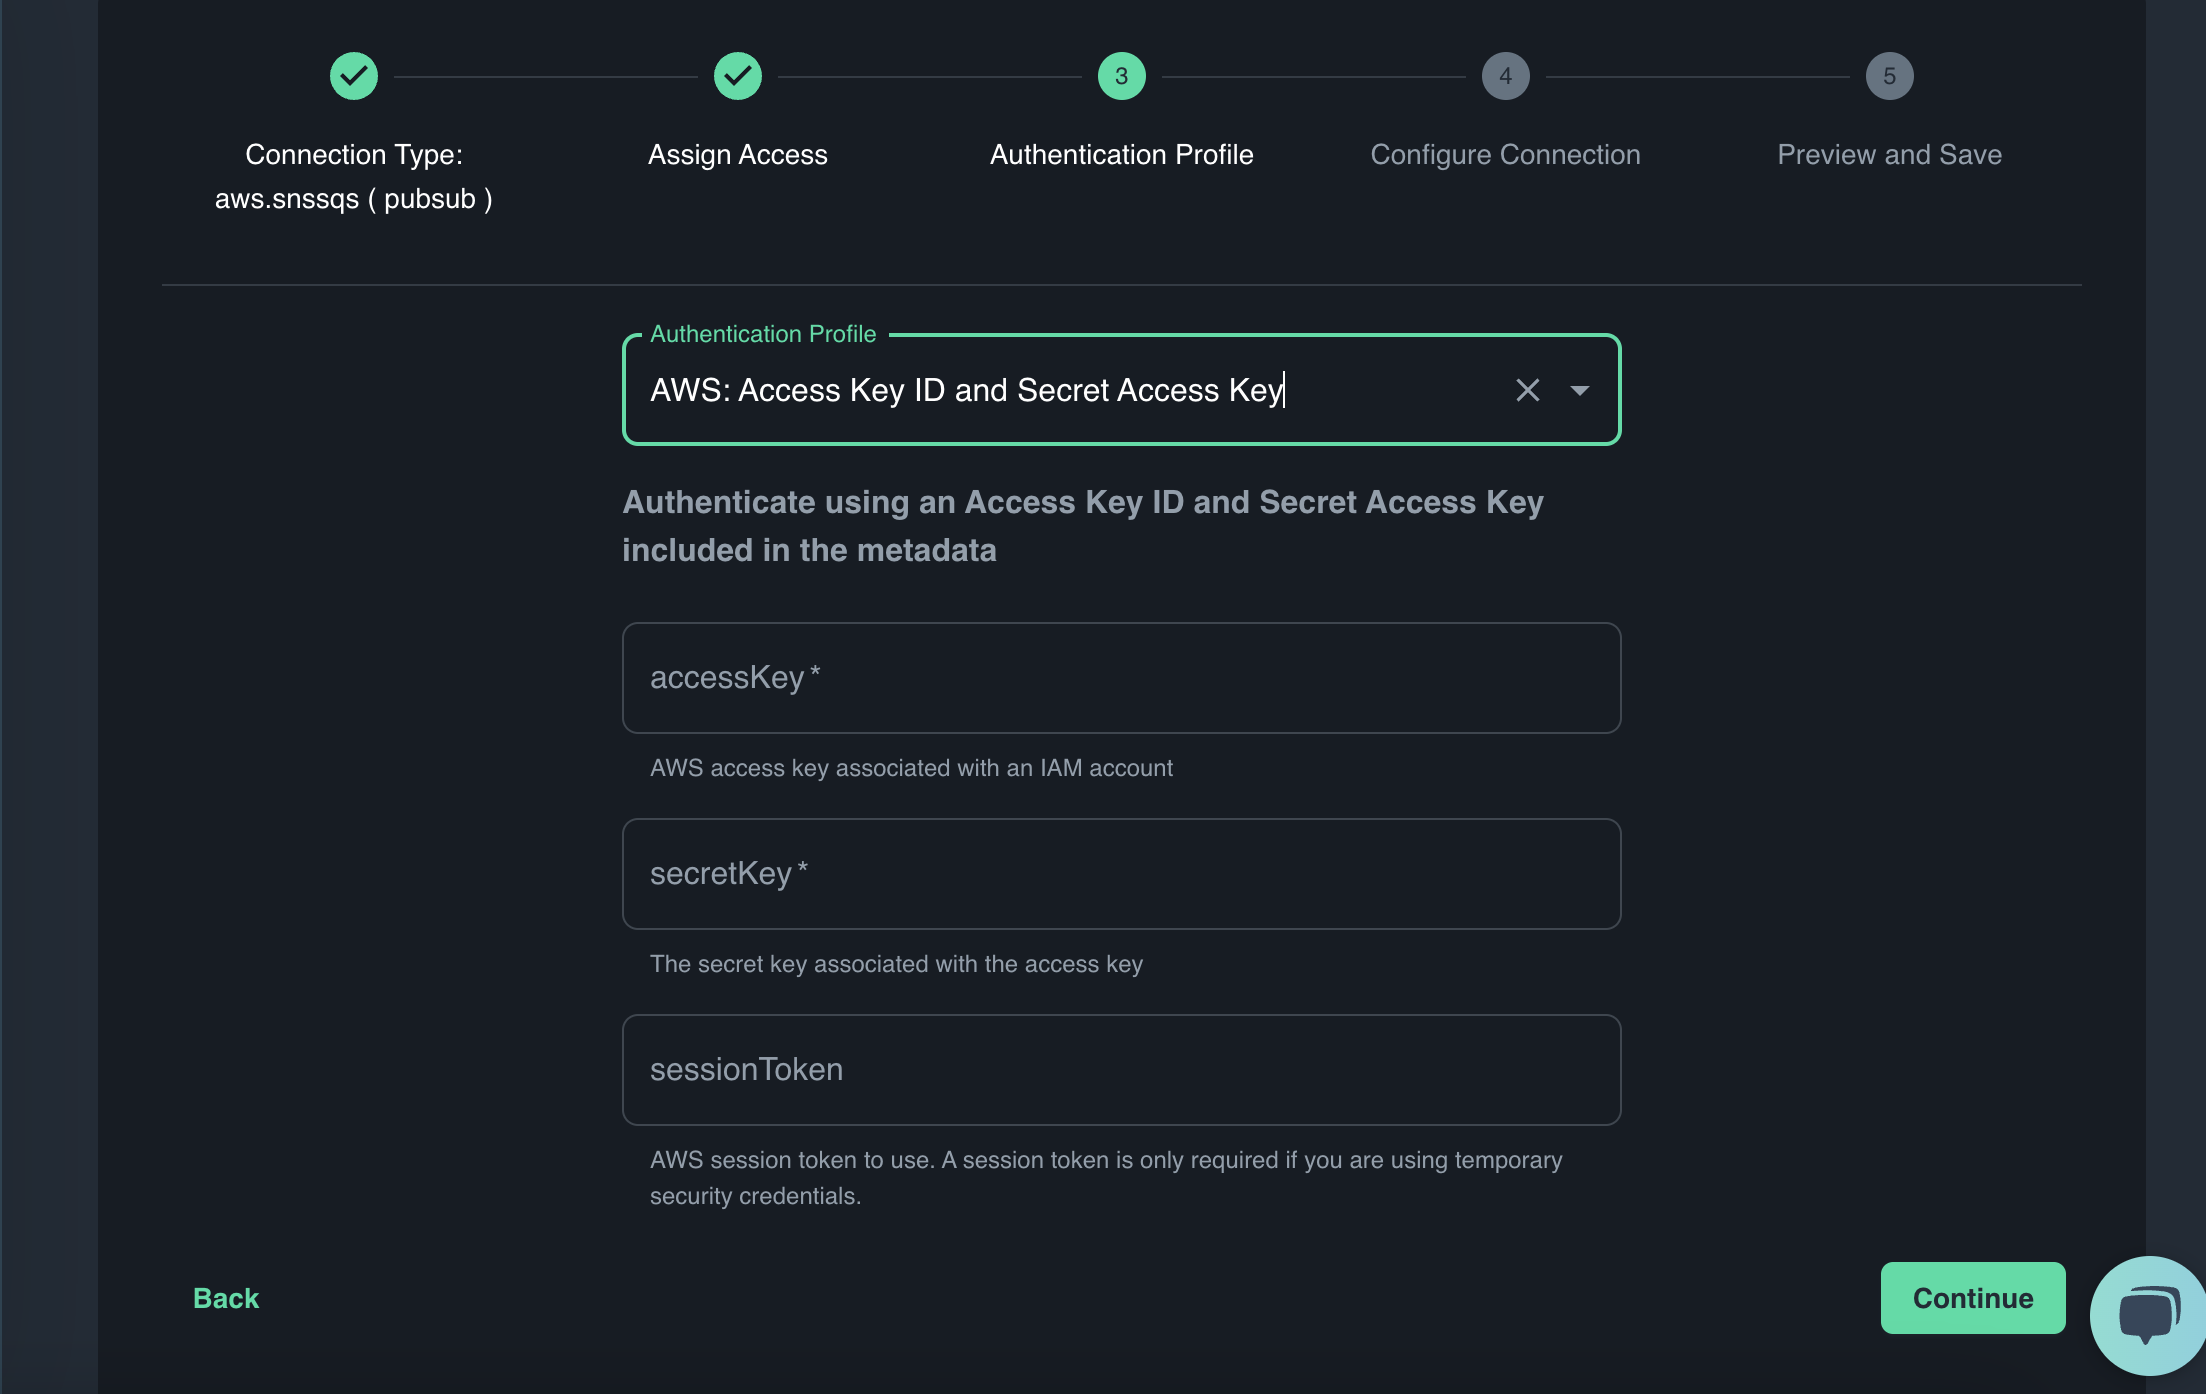 3
4
5
Connection Type:
aws.snssqs ( pubsub )
Assign Access
Authentication Profile
Configure Connection
Preview and Save
Authentication Profile
AWS: Access Key ID and Secret Access Key
Authenticate using an Access Key ID and Secret Access Key
included in the metadata
accessKey *
AWS access key associated with an IAM account
secretKey *
The secret key associated with the access key
sessionToken
AWS session token to use. A session token is only required if you are using temporary
security credentials.
Back
Continue